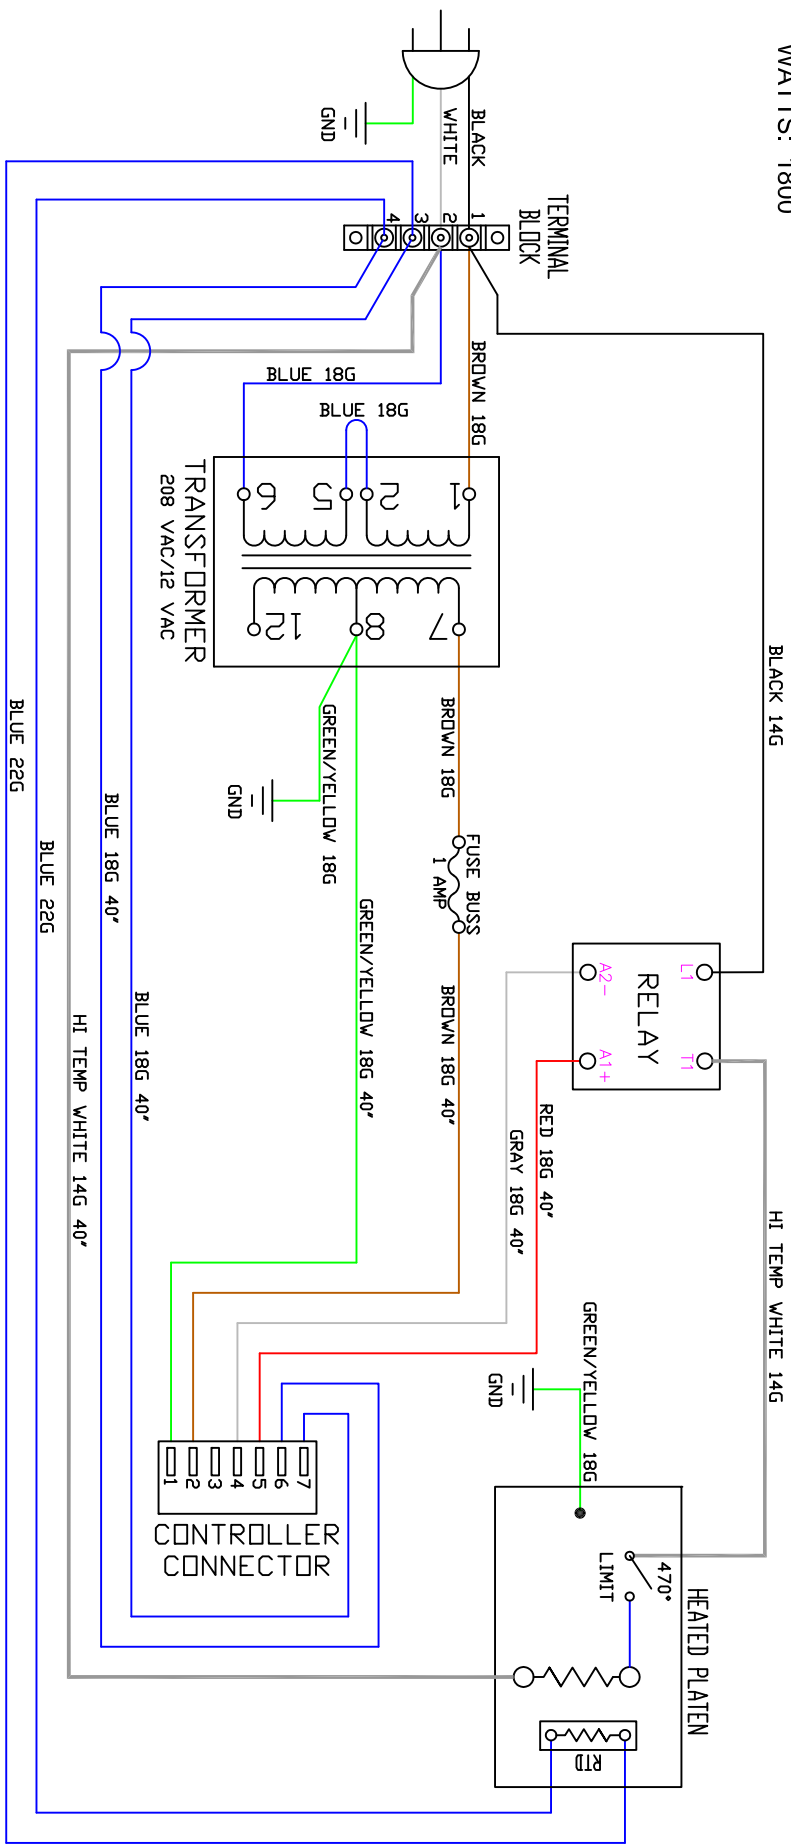 WATTS: 1800
BLACK
WHITE
GND
TERMINAL
BLOCK
1
2
3
4
BROWN 18G
BLUE 18G
BLUE 18G
1
2
5
6
TRANSFORMER
208 VAC/12 VAC
7
8
12
BLACK 14G
BROWN 18G
GREEN/YELLOW 18G
GND
FUSE BUSS
1 AMP
BLUE 22G
BLUE 22G
BLUE 18G 40"
BLUE 18G 40"
HI TEMP WHITE 14G 40"
GREEN/YELLOW 18G 40"
BROWN 18G 40"
L1
T1
RELAY
A2-
A1+
RED 18G 40"
GRAY 18G 40"
HI TEMP WHITE 14G
GREEN/YELLOW 18G
GND
1
2
3
4
5
6
7
CONTROLLER
CONNECTOR
470°
LIMIT
HEATED PLATEN
RTD